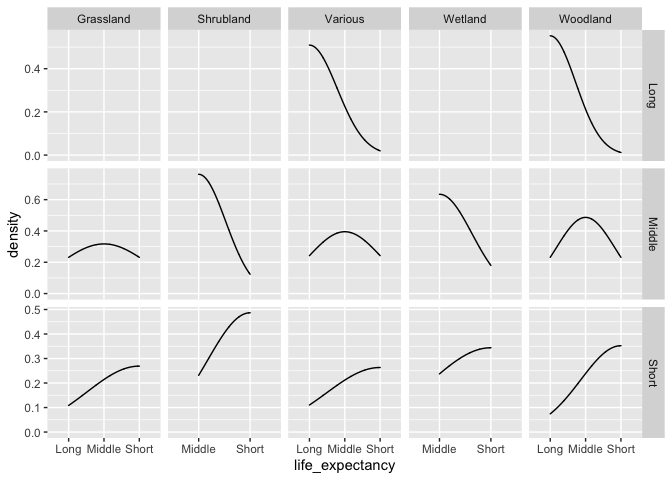 Grassland Shrubland Various Wetland Woodland
0.4
0.2
0.0
Long
0.6
0.4
0.2
0.0
Middle
0.5
0.4
0.3
0.2
0.1
0.0
Short
density
Long Middle Short Middle Short Long Middle Short Middle Short Long Middle Short
life_expectancy